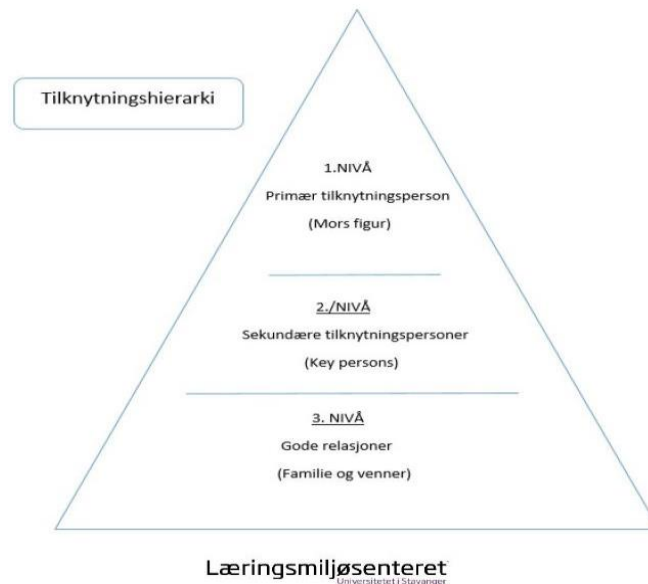 Tilknytningshierarki
1.NIVÅ
Primær tilknytningsperson
(Mors figur)
2./NIVÅ
Sekundære tilknytningspersoner
(Key persons)
3. NIVÅ
Gode relasjoner
(Familie og venner)
Læringsmiljøsenteret
Universitetet i Stavanger